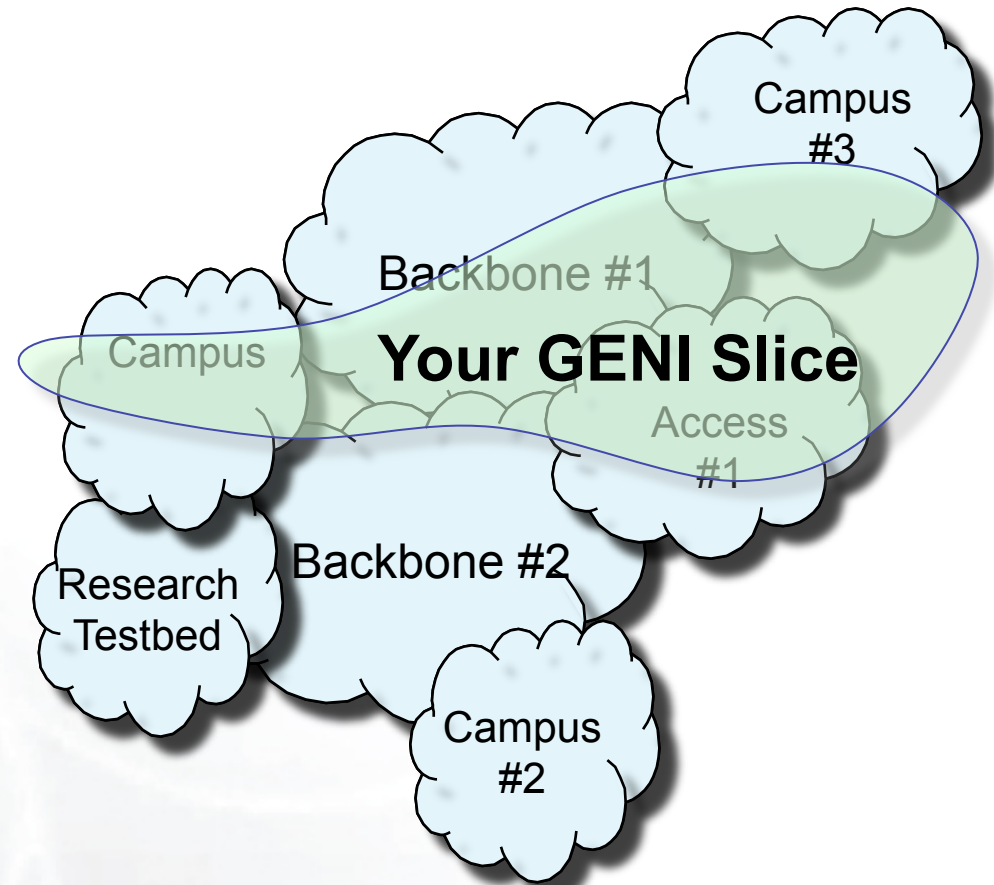 Campus
#3
Backbone #1
Campus
Your GENI Slice
Access
#1
Backbone #2
Research
Testbed
Campus
#2